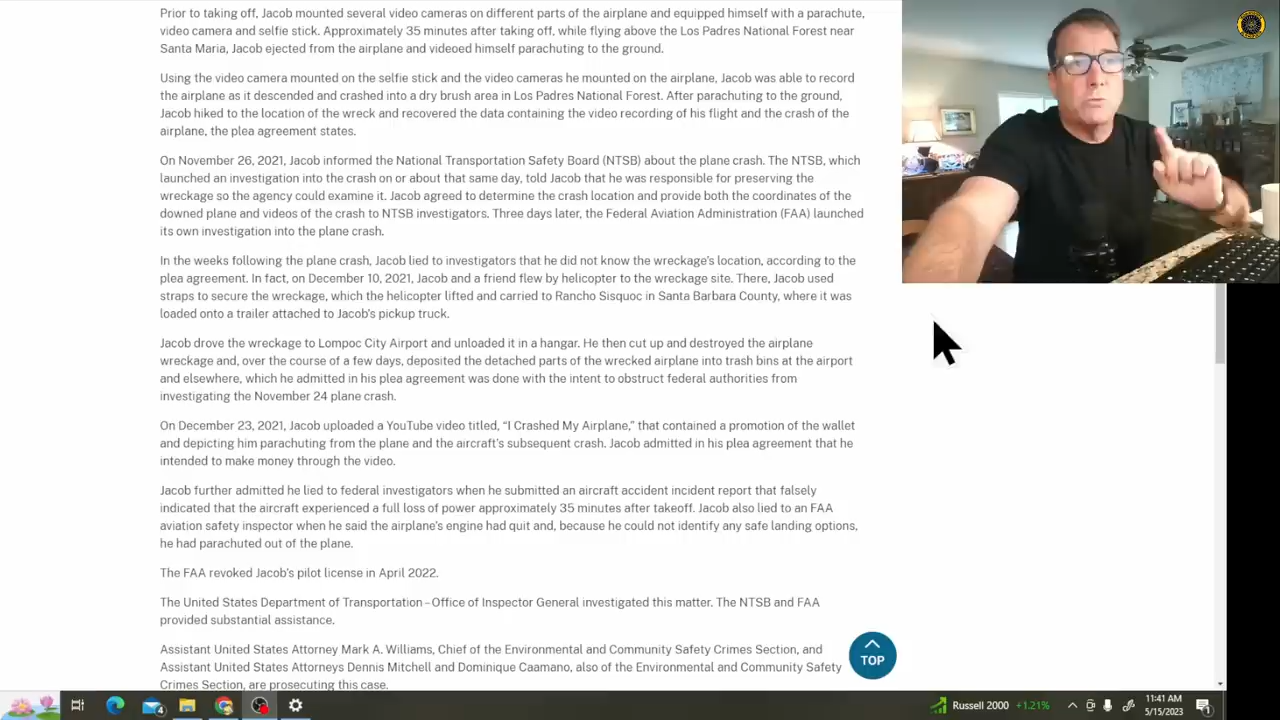 Prior to taking off, Jacob mounted several video cameras on different parts of the airplane and equipped himself with a parachute,
video camera and selfie stick. Approximately 35 minutes after taking off, while flying above the Los Padres National Forest near
Santa Maria, Jacob ejected from the airplane and videoed himself parachuting to the ground.
Using the video camera mounted on the selfie stick and the video cameras he mounted on the airplane, Jacob was able to record
the airplane as it descended and crashed into a dry brush area in Los Padres National Forest. After parachuting to the ground,
Jacob hiked to the location of the wreck and recovered the data containing the video recording of his flight and the crash of the
airplane, the plea agreement states.
On November 26, 2021, Jacob informed the National Transportation Safety Board (NTSB) about the plane crash. The NTSB, which
launched an investigation into the crash on or about that same day, told Jacob that he was responsible for preserving the
wreckage so the agency could examine it. Jacob agreed to determine the crash location and provide both the coordinates of the
downed plane and videos of the crash to NTSB investigators. Three days later, the Federal Aviation Administration (FAA) launched
its own investigation into the plane crash.
In the weeks following the plane crash, Jacob lied to investigators that he did not know the wreckage's location, according to the
plea agreement. In fact, on December 10, 2021, Jacob and a friend flew by helicopter to the wreckage site. There, Jacob used
straps to secure the wreckage, which the helicopter lifted and carried to Rancho Sisquoc in Santa Barbara County, where it was
loaded onto a trailer attached to Jacob's pickup truck.
Jacob drove the wreckage to Lompoc City Airport and unloaded it in a hangar. He then cut up and destroyed the airplane
wreckage and, over the course of a few days, deposited the detached parts of the wrecked airplane into trash bins at the airport
and elsewhere, which he admitted in his plea agreement was done with the intent to obstruct federal authorities from
investigating the November 24 plane crash.
On December 23, 2021, Jacob uploaded a YouTube video titled, “I Crashed My Airplane,” that contained a promotion of the wallet
and depicting him parachuting from the plane and the aircraft's subsequent crash. Jacob admitted in his plea agreement that he
intended to make money through the video.
Jacob further admitted he lied to federal investigators when he submitted an aircraft accident incident report that falsely
indicated that the aircraft experienced a full loss of power approximately 35 minutes after takeoff. Jacob also lied to an FAA
aviation safety inspector when he said the airplane's engine had quit and, because he could not identify any safe landing options,
he had parachuted out of the plane.
The FAA revoked Jacob's pilot license in April 2022.
The United States Department of Transportation – Office of Inspector General investigated this matter. The NTSB and FAA
provided substantial assistance.
Assistant United States Attorney Mark A. Williams, Chief of the Environmental and Community Safety Crimes Section, and
Assistant United States Attorneys Dennis Mitchell and Dominique Caamano, also of the Environmental and Community Safety
Crimes Section, are prosecuting this case.
TOP
4
Russell 2000 +1.21%
11:41 AM
5/15/2023
1